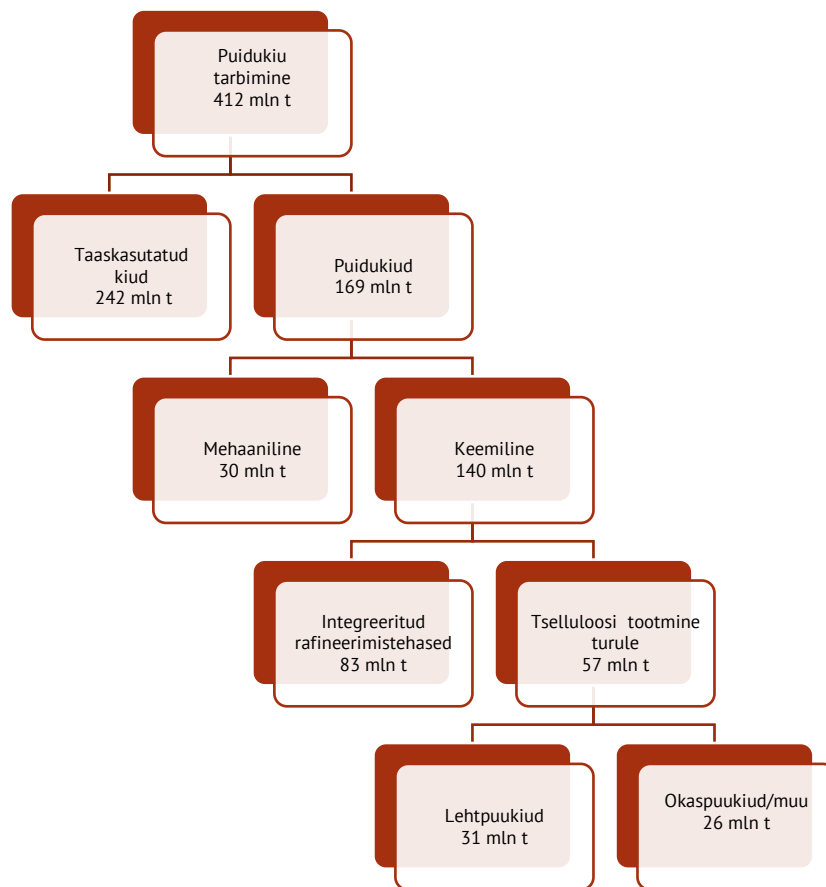 Puidukiu
tarbimine
412 mln t
Taaskasutatud
kiud
242 mln t
Puidukiud
169 mln t
Mehaaniline
30 mln t
Keemiline
140 mln t
Integreeritud
rafineerimistehased
83 mln t
Tselluloosi tootmine
turule
57 mln t
Lehtpuukiud
31 mln t
Okaspuukiud/muu
26 mln t